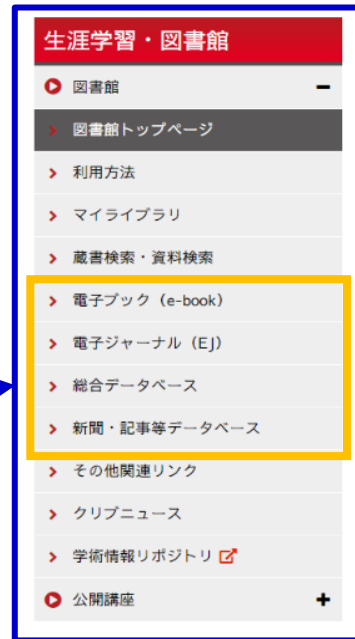 生涯学習・図書館
図書館
図書館トップページ
利用方法
マイライブラリ
蔵書検索・資料検索
電子ブック（e-book）
電子ジャーナル（EJ）
総合データベース
新聞・記事等データベース
その他関連リンク
クリブニュース
学術情報リポジトリ
公開講座